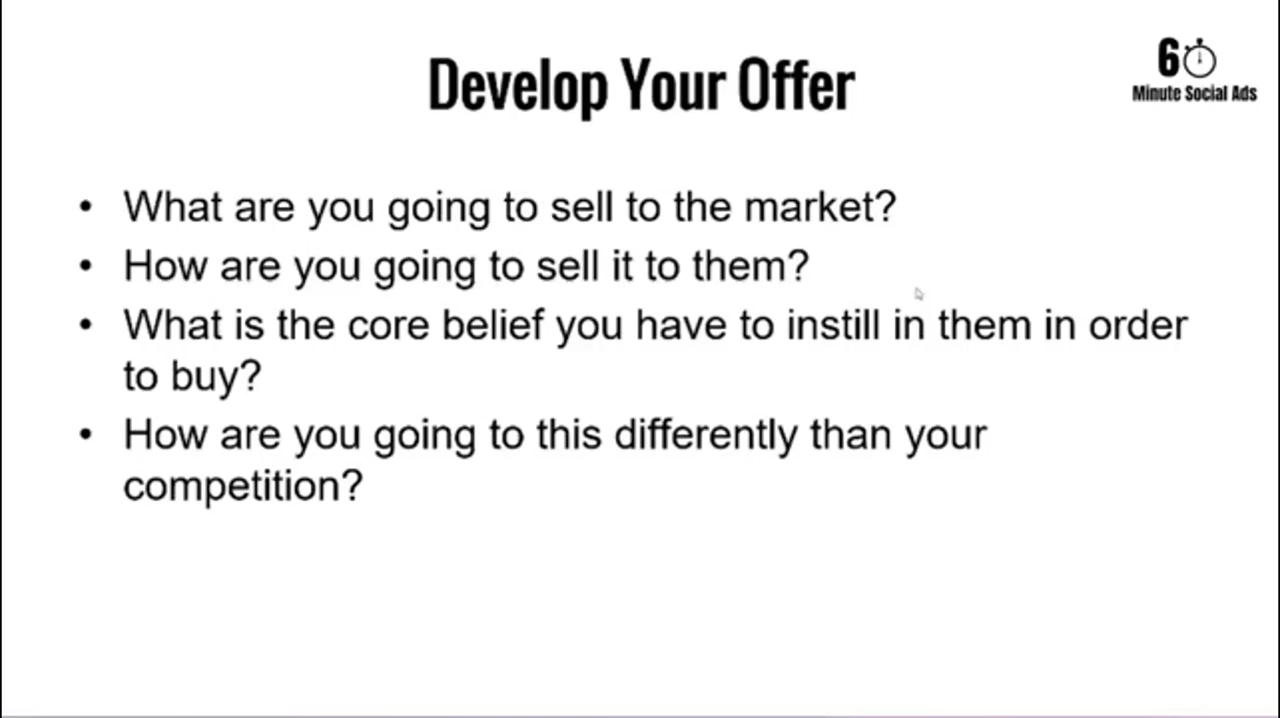 Develop Your Offer
60
Minute Social Ads
• What are you going to sell to the market?
• How are you going to sell it to them?
• What is the core belief you have to instill in them in order
to buy?
• How are you going to this differently than your
competition?